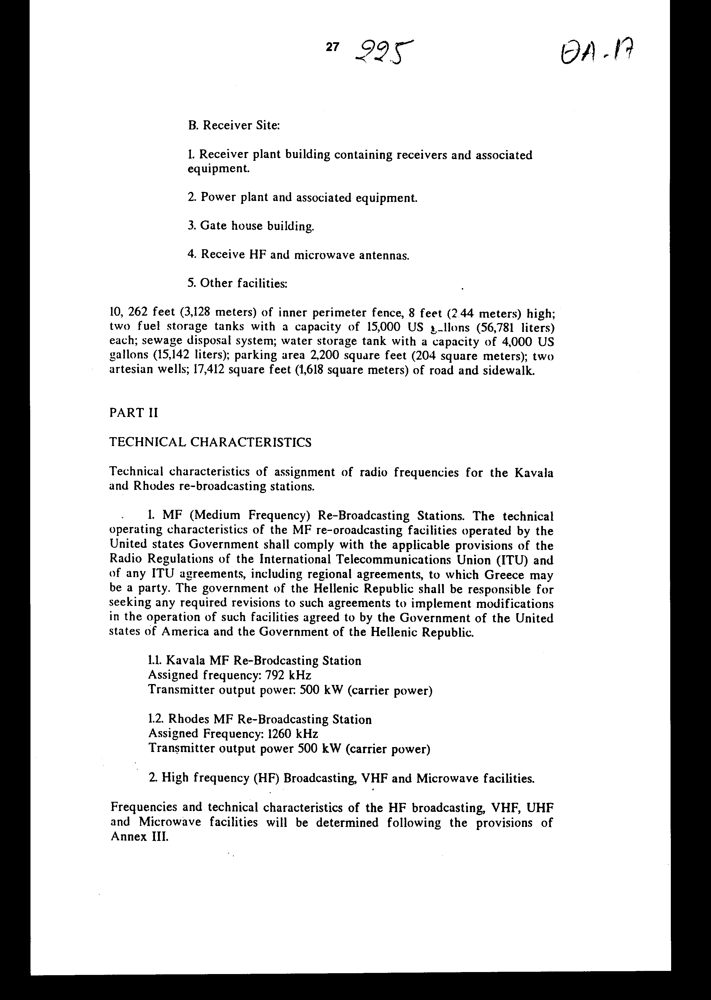 27 225 ΘΑ-17
B. Receiver Site:
1. Receiver plant building containing receivers and associated
equipment.
2. Power plant and associated equipment.
3. Gate house building.
4. Receive HF and microwave antennas.
5. Other facilities:
10, 262 feet (3,128 meters) of inner perimeter fence, 8 feet (2.44 meters) high;
two fuel storage tanks with a capacity of 15,000 US (56,781 liters)
each; sewage disposal system; water storage tank with a capacity of 4,000 US
gallons (15,142 liters); parking area 2,200 square feet (204 square meters); two
artesian wells; 17,412 square feet (1,618 square meters) of road and sidewalk.
PART II
TECHNICAL CHARACTERISTICS
Technical characteristics of assignment of radio frequencies for the Kavala
and Rhodes re-broadcasting stations.
1. MF (Medium Frequency) Re-Broadcasting Stations. The technical
operating characteristics of the MF re-oroadcasting facilities operated by the
United states Government shall comply with the applicable provisions of the
Radio Regulations of the International Telecommunications Union (ITU) and
of any ITU agreements, including regional agreements, to which Greece may
be a party. The government of the Hellenic Republic shall be responsible for
seeking any required revisions to such agreements to implement modifications
in the operation of such facilities agreed to by the Government of the United
states of America and the Government of the Hellenic Republic.
1.1. Kavala MF Re-Brodcasting Station
Assigned frequency: 792 kHz
Transmitter output power: 500 kW (carrier power)
1.2. Rhodes MF Re-Broadcasting Station
Assigned Frequency: 1260 kHz
Transmitter output power 500 kW (carrier power)
2. High frequency (HF) Broadcasting, VHF and Microwave facilities.
Frequencies and technical characteristics of the HF broadcasting, VHF, UHF
and Microwave facilities will be determined following the provisions of
Annex III.